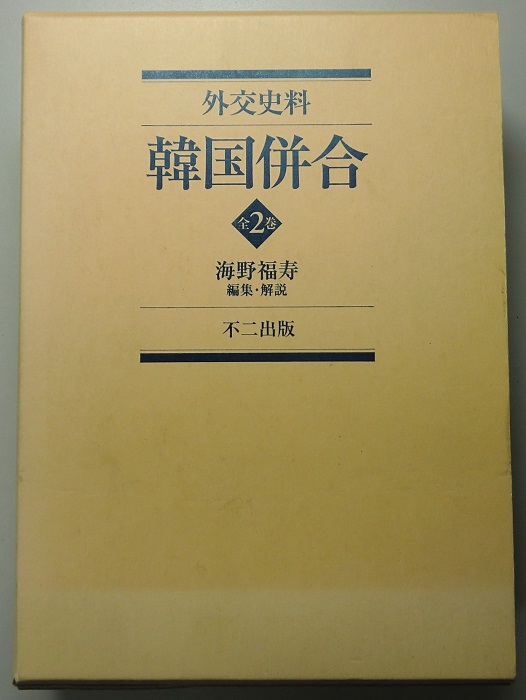 外交史料
韓国併合
全2巻
海野福寿
編集・解説
不二出版